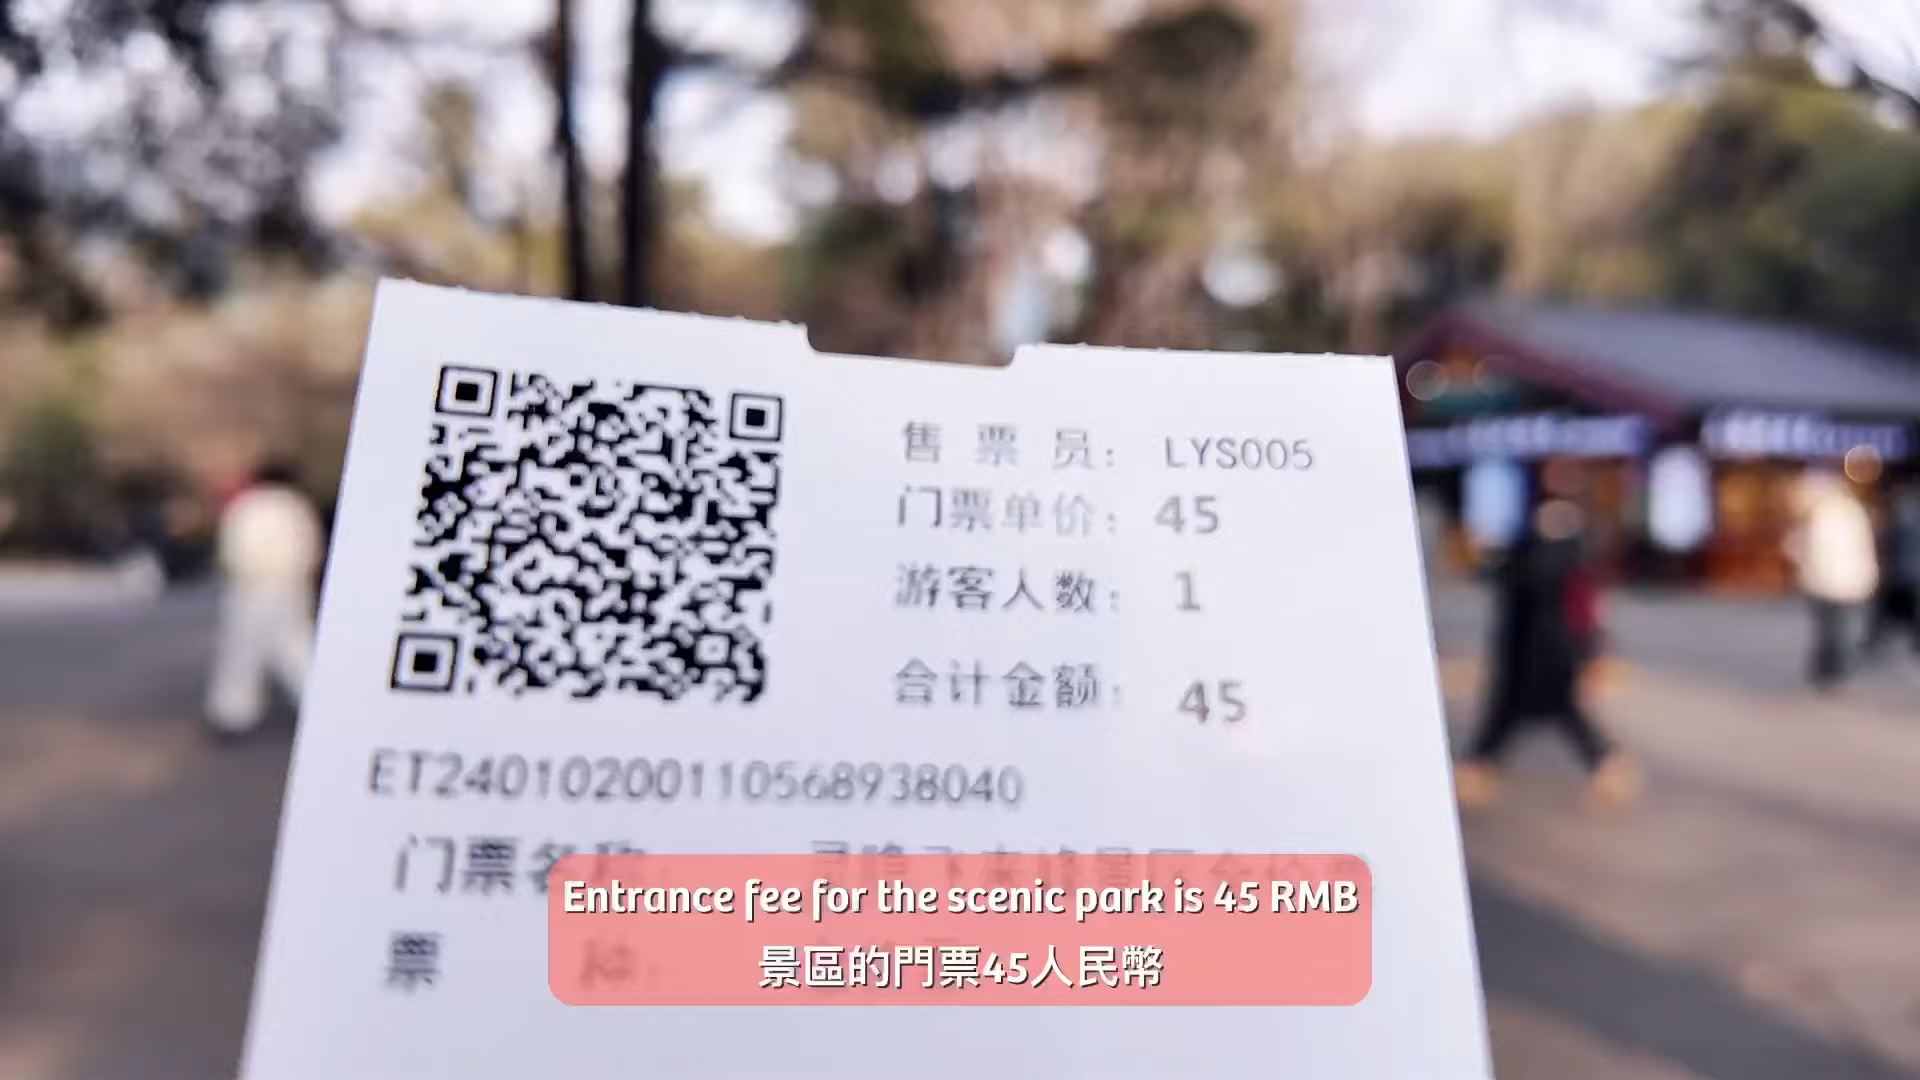 售票员: LYS005
门票单价: 45
游客人数: 1
合计金额: 45
ET240102001110568938040
门票名称
Entrance fee for the scenic park is 45 RMB
票 种:
景區的門票45人民幣